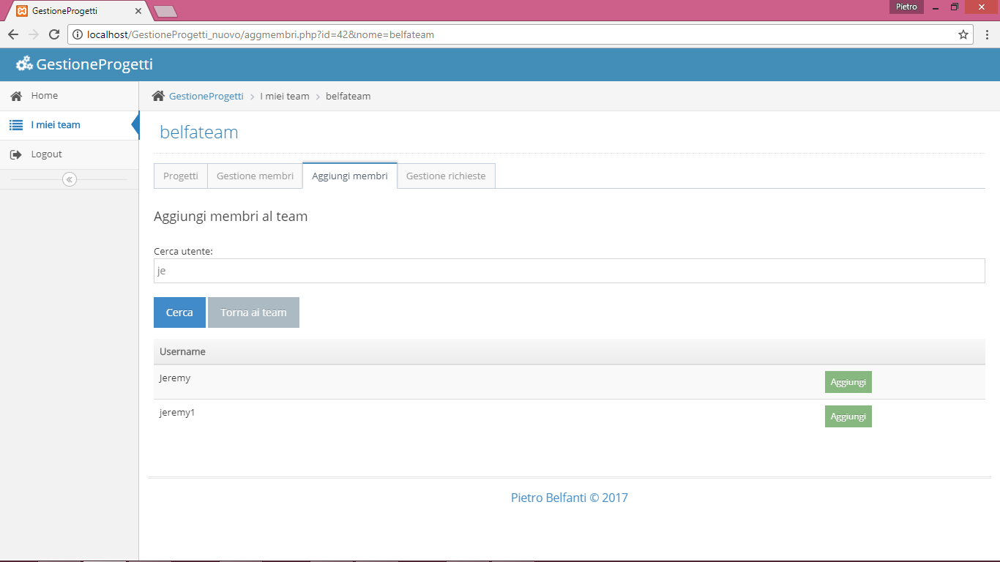 GestioneProgetti
Pietro
localhost/GestioneProgetti_nuovo/aggmembri.php?id=42&nome=belfateam
GestioneProgetti
Home
I miei team
Logout
GestioneProgetti > I miei team > belfateam
belfateam
Progetti Gestione membri Aggiungi membri Gestione richieste
Aggiungi membri al team
Cerca utente:
je
Cerca Torna ai team
Username
Jeremy Aggiungi
jeremy1 Aggiungi
Pietro Belfanti © 2017